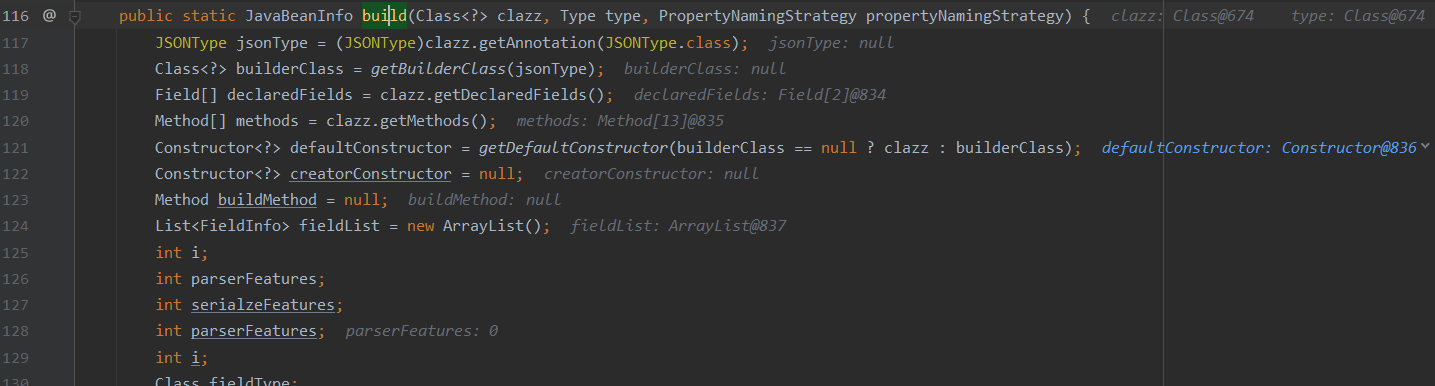 116 @ public static JavaBeanInfo build(Class<?> clazz, Type type, PropertyNamingStrategy propertyNamingStrategy) { clazz: Class@674 type: Class@674
117 JSONType jsonType = (JSONType)clazz.getAnnotation(JSONType.class); jsonType: null
118 Class<?> builderClass = getBuilderClass(jsonType); builderClass: null
119 Field[] declaredFields = clazz.getDeclaredFields(); declaredFields: Field[2]@834
120 Method[] methods = clazz.getMethods(); methods: Method[13]@835
121 Constructor<?> defaultConstructor = getDefaultConstructor(builderClass == null ? clazz : builderClass); defaultConstructor: Constructor@836
122 Constructor<?> creatorConstructor = null; creatorConstructor: null
123 Method buildMethod = null; buildMethod: null
124 List<FieldInfo> fieldList = new ArrayList(); fieldList: ArrayList@837
125 int i;
126 int parserFeatures;
127 int serialzeFeatures;
128 int parserFeatures; parserFeatures: 0
129 int i;
130 Class fieldType;